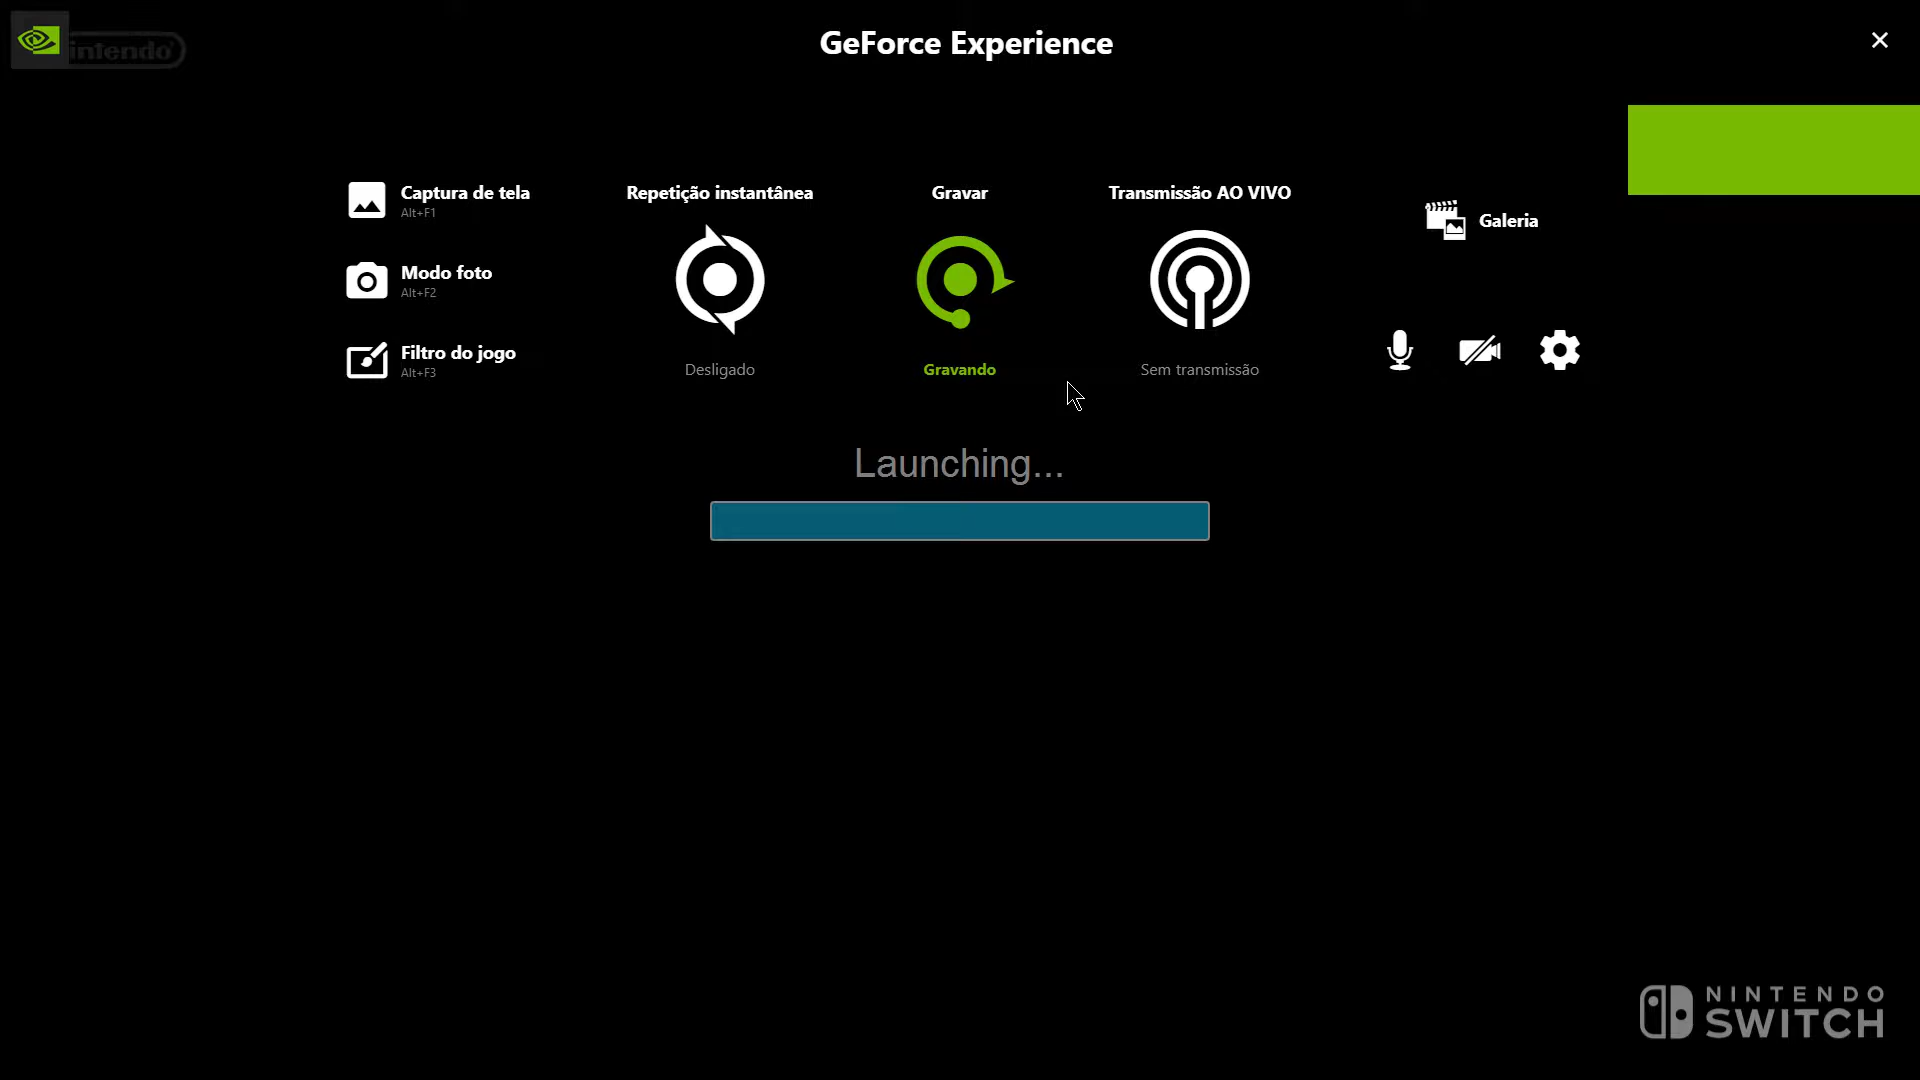 intendo
GeForce Experience
Captura de tela
Alt+F1
Modo foto
Alt+F2
Filtro do jogo
Alt+F3
Repetição instantânea
Desligado
Gravar
Gravando
Transmissão AO VIVO
Sem transmissão
Galeria
Launching...
NINTENDO
SWITCH